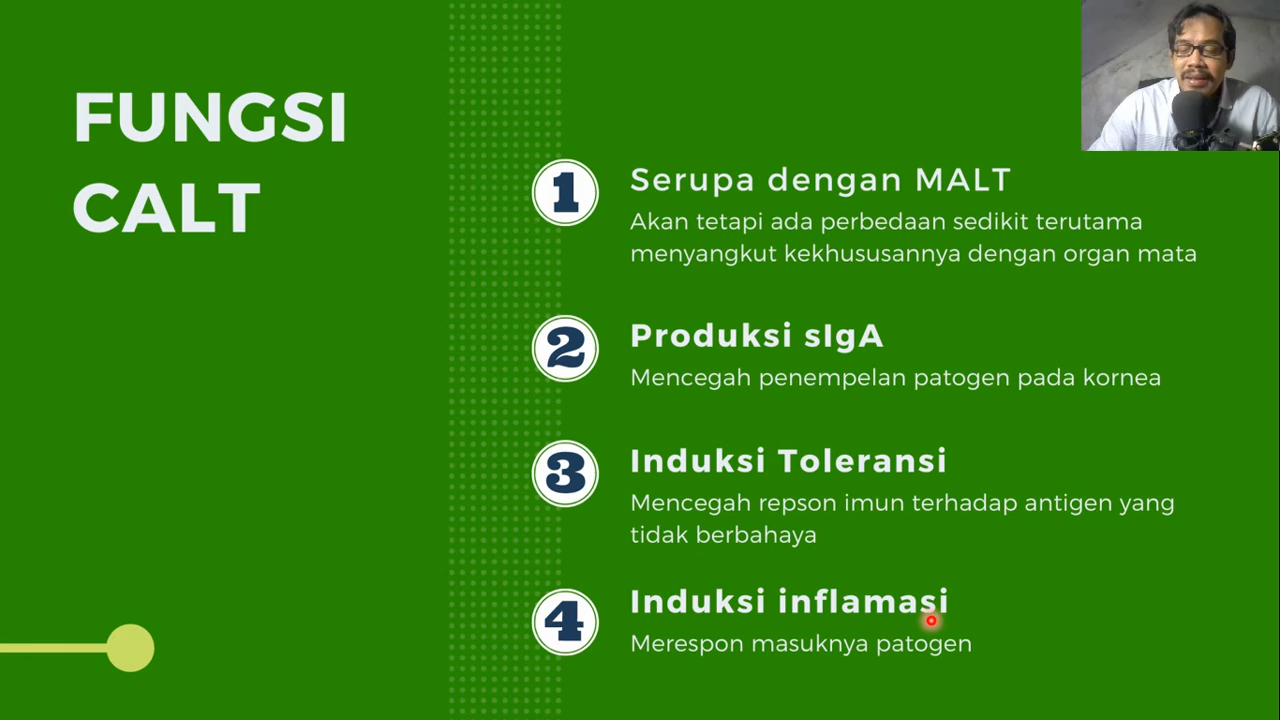 FUNGSI
CALT
1
Serupa dengan MALT
Akan tetapi ada perbedaan sedikit terutama
menyangkut kekhususannya dengan organ mata
2
Produksi sIgA
Mencegah penempelan patogen pada kornea
3
Induksi Toleransi
Mencegah repson imun terhadap antigen yang
tidak berbahaya
4
Induksi inflamasi
Merespon masuknya patogen